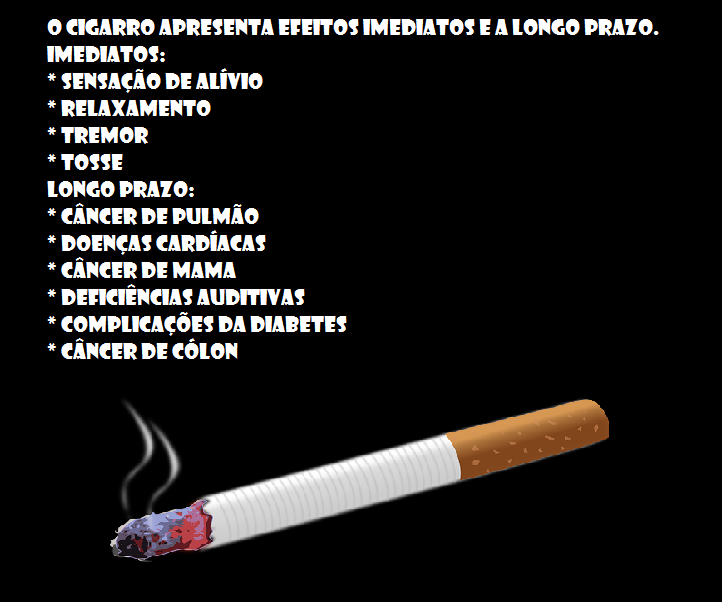 O CIGARRO APRESENTA EFEITOS IMEDIATOS E A LONGO PRAZO.
IMEDIATOS:
* SENSAÇÃO DE ALÍVIO
* RELAXAMENTO
* TREMOR
* TOSSE
LONGO PRAZO:
* CÂNCER DE PULMÃO
* DOENÇAS CARDÍACAS
* CÂNCER DE MAMA
* DEFICIÊNCIAS AUDITIVAS
* COMPLICAÇÕES DA DIABETES
* CÂNCER DE CÓLON